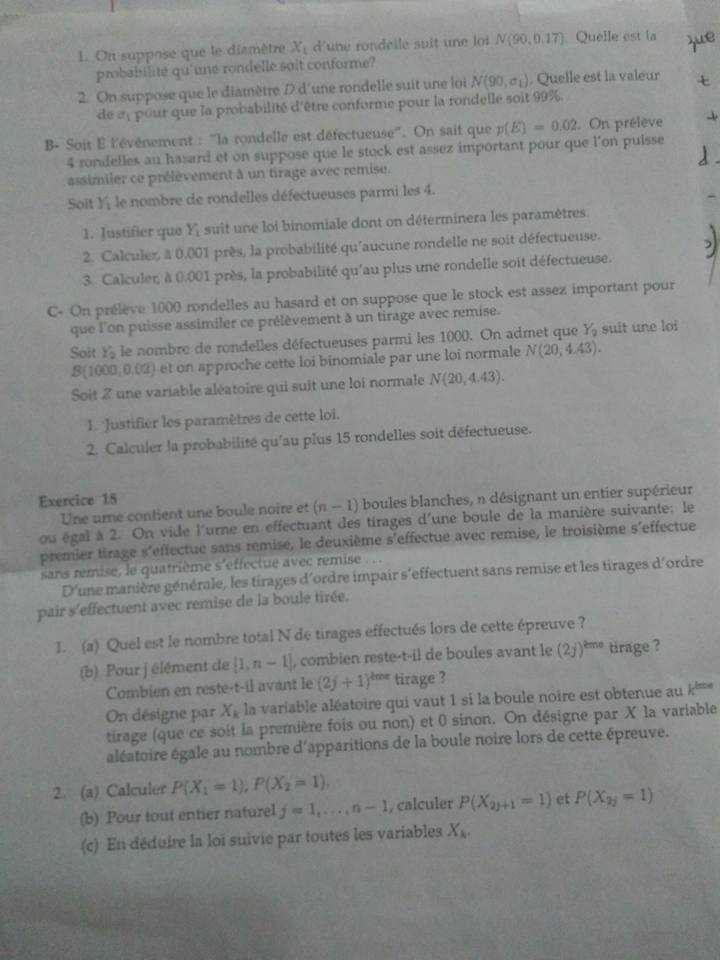 1. On suppose que le diamètre X₁ d'une rondelle suit une loi N(90, 0.17). Quelle est la
probabilité qu'une rondelle soit conforme?
2. On suppose que le diamètre D d'une rondelle suit une loi N(90, σ₁). Quelle est la valeur
de σ₁ pour que la probabilité d'être conforme pour la rondelle soit 99%.
B- Soit E l'évènement : "la rondelle est défectueuse". On sait que p(E) = 0.02. On prélève
4 rondelles au hasard et on suppose que le stock est assez important pour que l'on puisse
assimiler ce prélèvement à un tirage avec remise.
Soit Y₁ le nombre de rondelles défectueuses parmi les 4.
1. Justifier que Y₁ suit une loi binomiale dont on déterminera les paramètres.
2. Calculer, à 0.001 près, la probabilité qu'aucune rondelle ne soit défectueuse.
3. Calculer, à 0.001 près, la probabilité qu'au plus une rondelle soit défectueuse.
C- On prélève 1000 rondelles au hasard et on suppose que le stock est assez important pour
que l'on puisse assimiler ce prélèvement à un tirage avec remise.
Soit Y₂ le nombre de rondelles défectueuses parmi les 1000. On admet que Y₂ suit une loi
B(1000, 0.02) et on approche cette loi binomiale par une loi normale N(20, 4.43).
Soit Z une variable aléatoire qui suit une loi normale N(20, 4.43).
1. Justifier les paramètres de cette loi.
2. Calculer la probabilité qu'au plus 15 rondelles soit défectueuse.
Exercice 18
Une urne contient une boule noire et (n − 1) boules blanches, n désignant un entier supérieur
ou égal à 2. On vide l'urne en effectuant des tirages d'une boule de la manière suivante: le
premier tirage s'effectue sans remise, le deuxième s'effectue avec remise, le troisième s'effectue
sans remise, le quatrième s'effectue avec remise . . .
D'une manière générale, les tirages d'ordre impair s'effectuent sans remise et les tirages d'ordre
pair s'effectuent avec remise de la boule tirée.
1. (a) Quel est le nombre total N de tirages effectués lors de cette épreuve ?
(b) Pour j élément de [1, n − 1], combien reste-t-il de boules avant le (2j)ème tirage ?
Combien en reste-t-il avant le (2j + 1)ème tirage ?
On désigne par Xₖ la variable aléatoire qui vaut 1 si la boule noire est obtenue au kème
tirage (que ce soit la première fois ou non) et 0 sinon. On désigne par X la variable
aléatoire égale au nombre d'apparitions de la boule noire lors de cette épreuve.
2. (a) Calculer P(X₁ = 1), P(X₂ = 1).
(b) Pour tout entier naturel j = 1, . . . , n − 1, calculer P(X₂ⱼ₊₁ = 1) et P(X₂ⱼ = 1)
(c) En déduire la loi suivie par toutes les variables Xₖ.